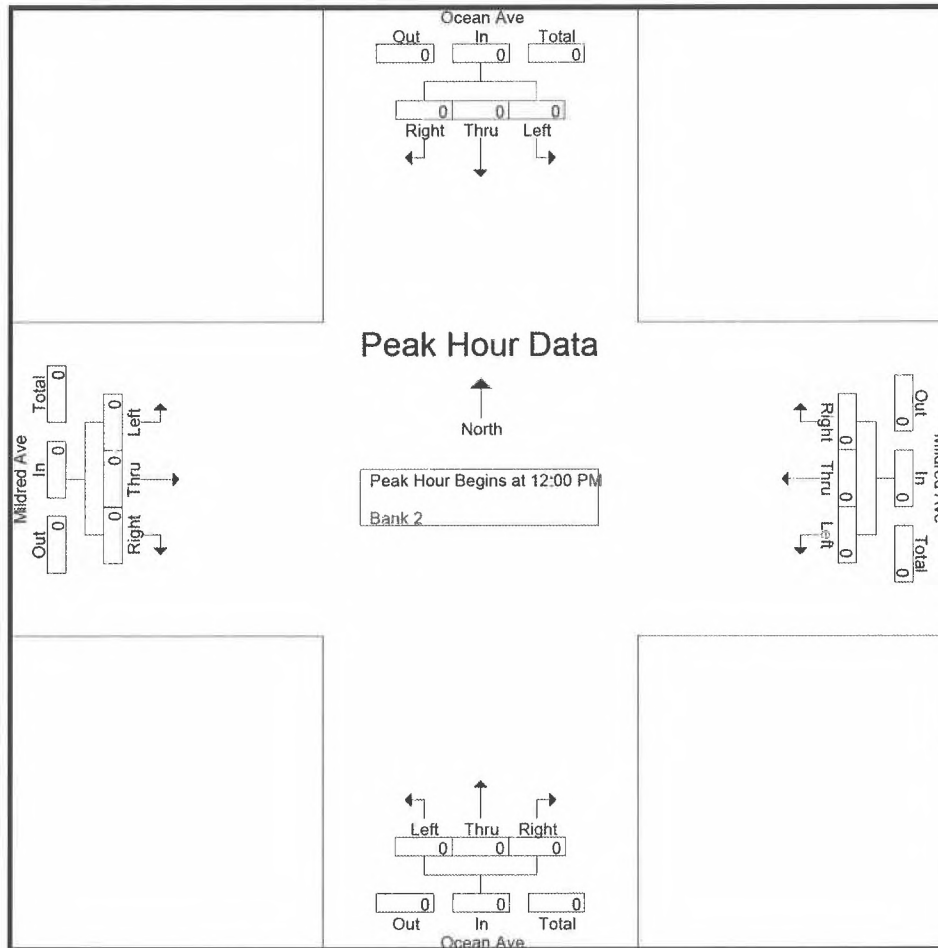 Ocean Ave
Out In Total
0 0 0
0 0 0
Right Thru Left
Peak Hour Data
North
Peak Hour Begins at 12:00 PM
Bank 2
Mildred Ave
Total In Out
0 0 0
0 0 0
Left Thru Right
Right Thru Left
0 0 0
0 0 0
Out In Total
Mildred Ave
Left Thru Right
0 0 0
0 0 0
Out In Total
Ocean Ave